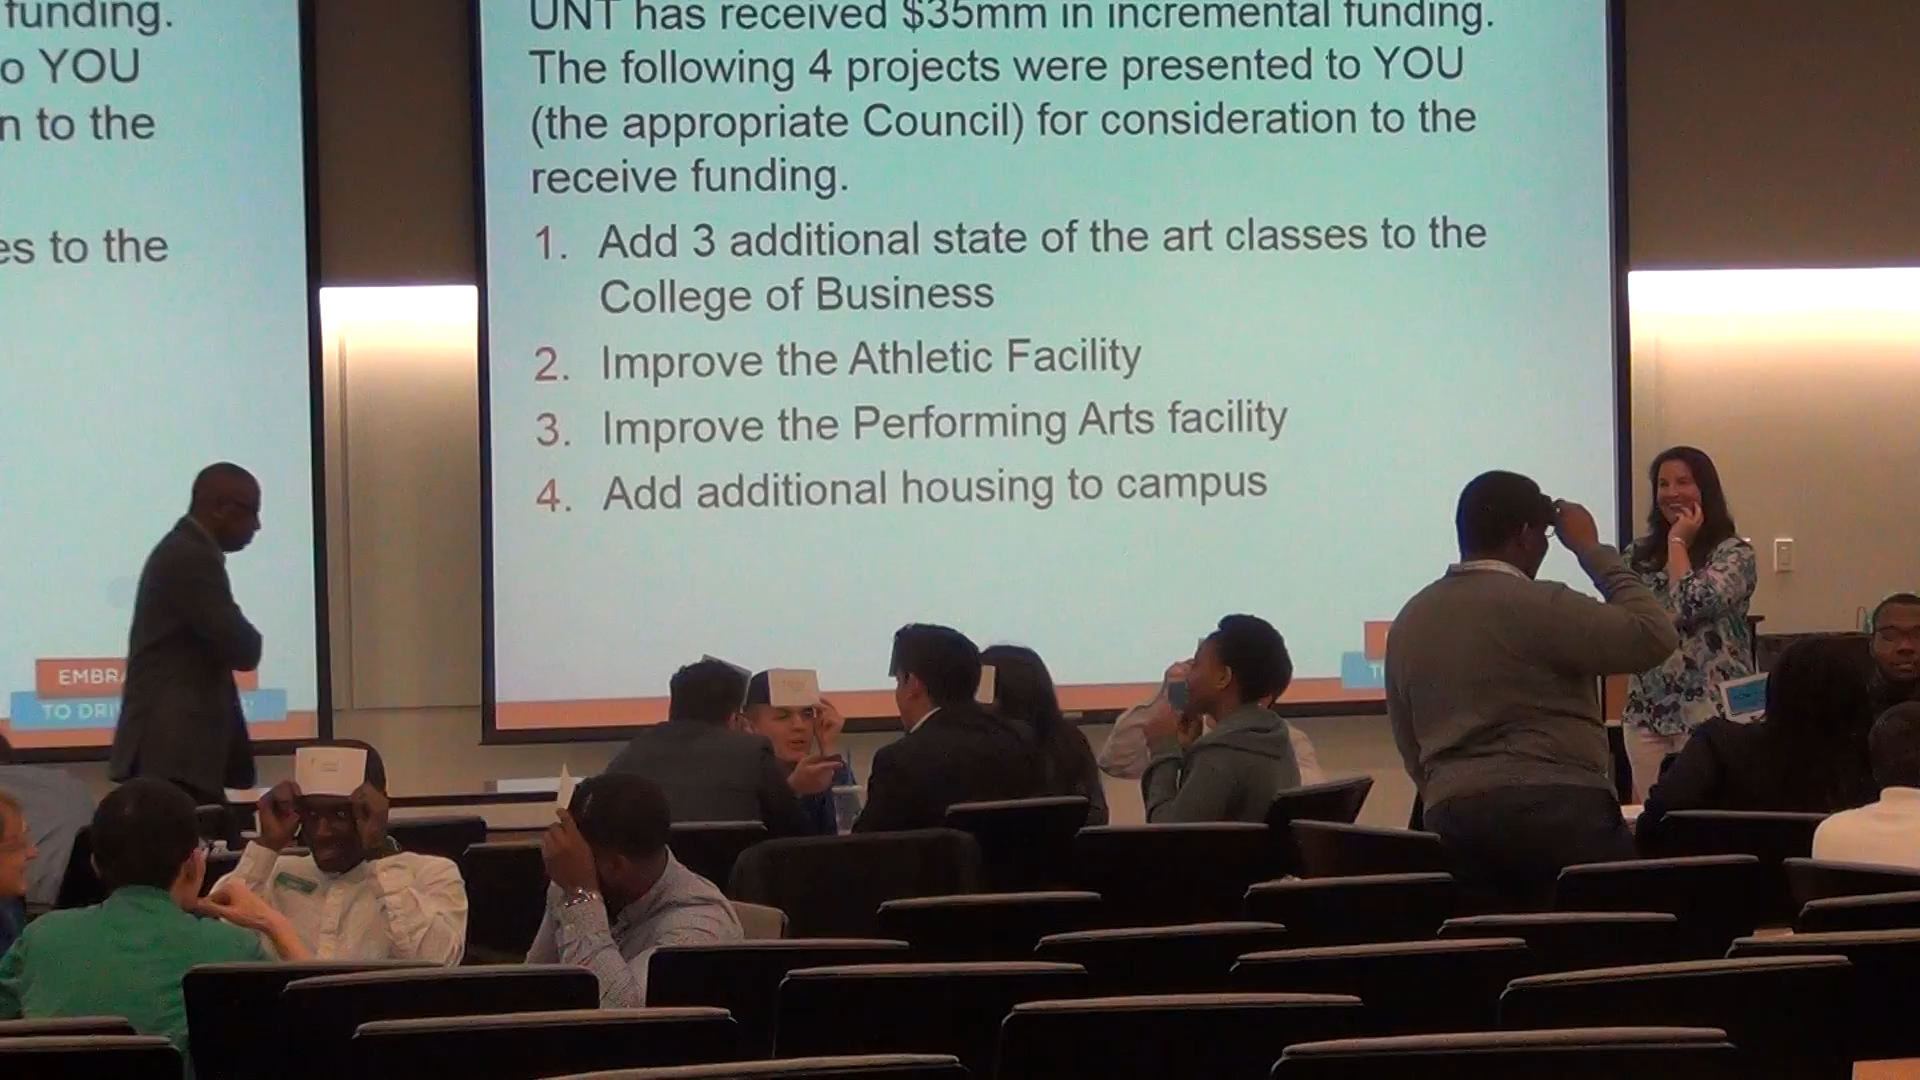 funding.
o YOU
n to the
es to the
EMBRA
TO DRI
UNT has received $35mm in incremental funding.
The following 4 projects were presented to YOU
(the appropriate Council) for consideration to the
receive funding.
1. Add 3 additional state of the art classes to the
College of Business
2. Improve the Athletic Facility
3. Improve the Performing Arts facility
4. Add additional housing to campus